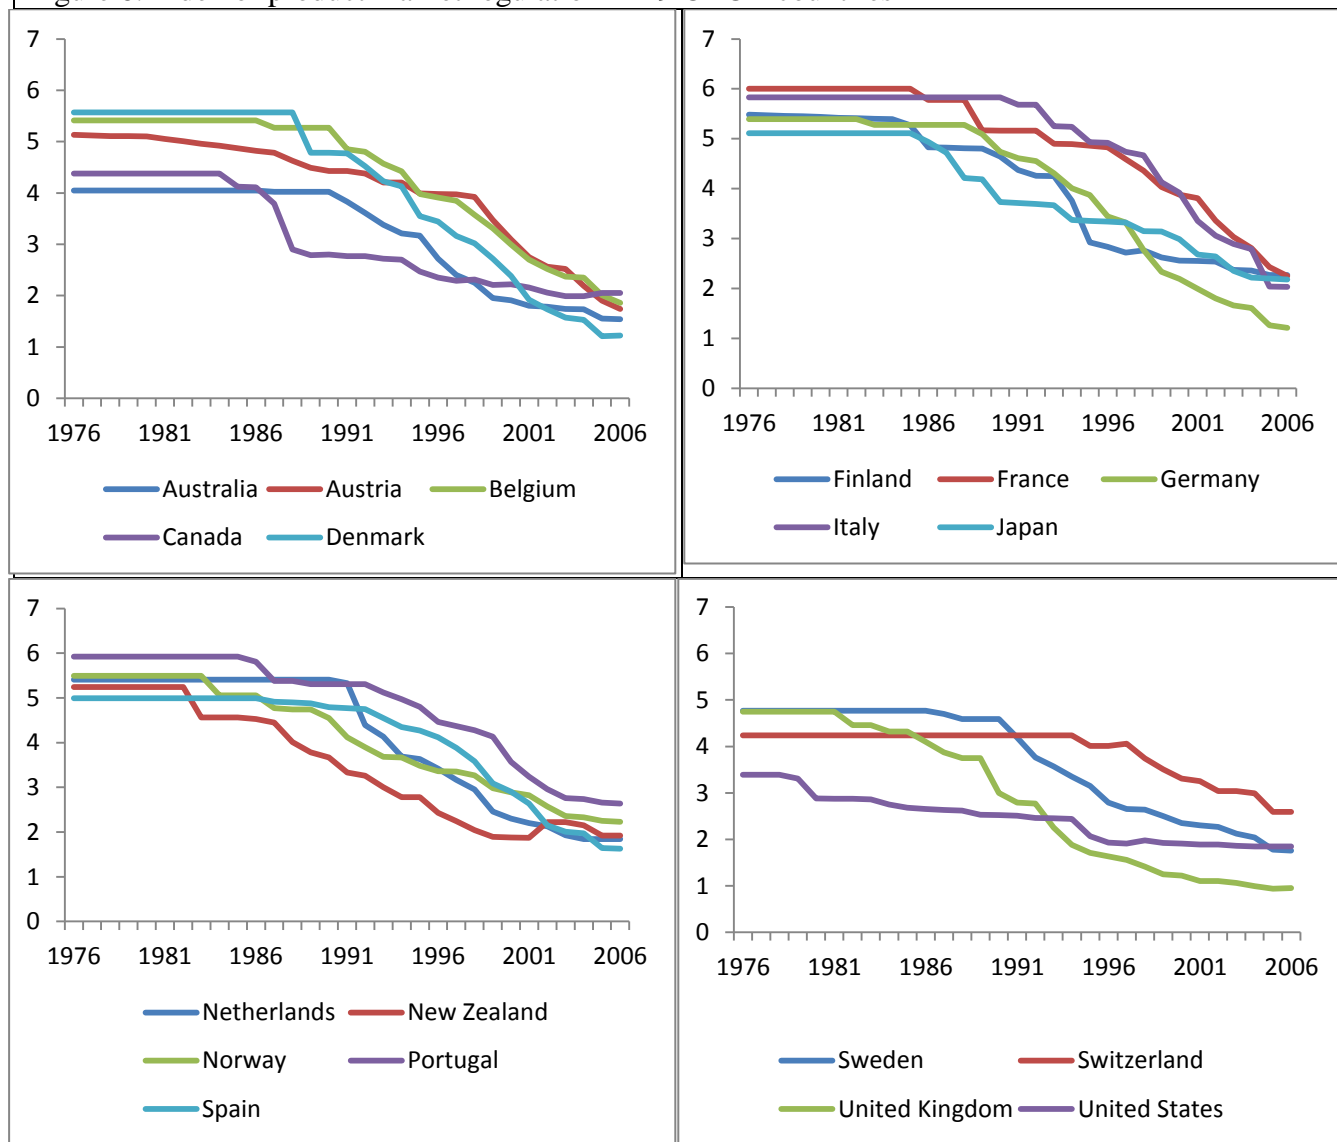 7
6
5
4
3
2
1
0
1976 1981 1986 1991 1996 2001 2006
Australia Austria Belgium
Canada Denmark
7
6
5
4
3
2
1
0
1976 1981 1986 1991 1996 2001 2006
Finland France Germany
Italy Japan
7
6
5
4
3
2
1
0
1976 1981 1986 1991 1996 2001 2006
Netherlands New Zealand
Norway Portugal
Spain
7
6
5
4
3
2
1
0
1976 1981 1986 1991 1996 2001 2006
Sweden Switzerland
United Kingdom United States